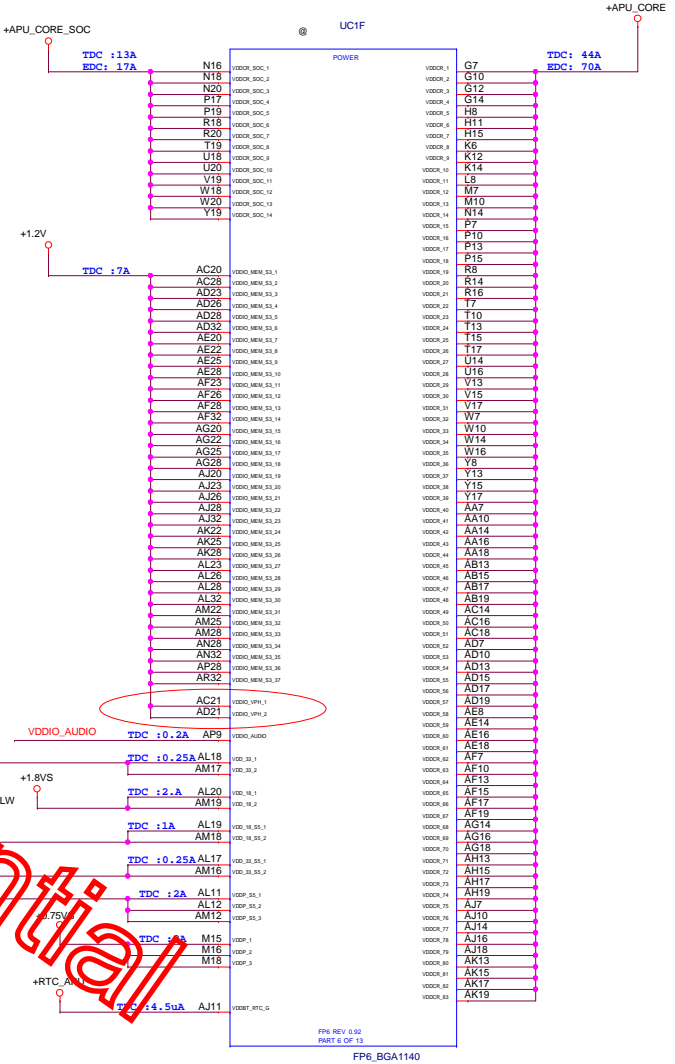 +APU_CORE_SOC
@
UC1F
+APU_CORE
POWER
TDC :13A
EDC: 17A
TDC: 44A
EDC: 70A
N16 VDDCR_SOC_1
N18 VDDCR_SOC_2
N20 VDDCR_SOC_3
P17 VDDCR_SOC_4
P19 VDDCR_SOC_5
R18 VDDCR_SOC_6
R20 VDDCR_SOC_7
T19 VDDCR_SOC_8
U18 VDDCR_SOC_9
U20 VDDCR_SOC_10
V19 VDDCR_SOC_11
W18 VDDCR_SOC_12
W20 VDDCR_SOC_13
Y19 VDDCR_SOC_14
+1.2V
TDC :7A
AC20 VDDIO_MEM_S3_1
AC28 VDDIO_MEM_S3_2
AD23 VDDIO_MEM_S3_3
AD26 VDDIO_MEM_S3_4
AD28 VDDIO_MEM_S3_5
AD32 VDDIO_MEM_S3_6
AE20 VDDIO_MEM_S3_7
AE22 VDDIO_MEM_S3_8
AE25 VDDIO_MEM_S3_9
AE28 VDDIO_MEM_S3_10
AF23 VDDIO_MEM_S3_11
AF26 VDDIO_MEM_S3_12
AF28 VDDIO_MEM_S3_13
AF32 VDDIO_MEM_S3_14
AG20 VDDIO_MEM_S3_15
AG22 VDDIO_MEM_S3_16
AG25 VDDIO_MEM_S3_17
AG28 VDDIO_MEM_S3_18
AJ20 VDDIO_MEM_S3_19
AJ23 VDDIO_MEM_S3_20
AJ26 VDDIO_MEM_S3_21
AJ28 VDDIO_MEM_S3_22
AJ32 VDDIO_MEM_S3_23
AK22 VDDIO_MEM_S3_24
AK25 VDDIO_MEM_S3_25
AK28 VDDIO_MEM_S3_26
AL23 VDDIO_MEM_S3_27
AL26 VDDIO_MEM_S3_28
AL28 VDDIO_MEM_S3_29
AL32 VDDIO_MEM_S3_30
AM22 VDDIO_MEM_S3_31
AM25 VDDIO_MEM_S3_32
AM28 VDDIO_MEM_S3_33
AN28 VDDIO_MEM_S3_34
AN32 VDDIO_MEM_S3_35
AP28 VDDIO_MEM_S3_36
AR32 VDDIO_MEM_S3_37
AC21 VDDIO_VPH_1
AD21 VDDIO_VPH_2
VDDIO_AUDIO TDC :0.2A AP9 VDDIO_AUDIO
TDC :0.25A AL18 VDD_33_1
AM17 VDD_33_2
+1.8VS
TDC :2.A AL20 VDD_18_1
LW
AM19 VDD_18_2
TDC :1A AL19 VDD_18_S5_1
AM18 VDD_18_S5_2
TDC :0.25A AL17 VDD_33_S5_1
AM16 VDD_33_S5_2
TDC :2A AL11 VDDP_S5_1
AL12 VDDP_S5_2
AM12 VDDP_S5_3
M15 VDDP_1
M16 VDDP_2
M18 VDDP_3
:4.5uA AJ11 VDDBT_RTC_G
VDDCR_1 G7
VDDCR_2 G10
VDDCR_3 G12
VDDCR_4 G14
VDDCR_5 H8
VDDCR_6 H11
VDDCR_7 H15
VDDCR_8 K6
VDDCR_9 K12
VDDCR_10 K14
VDDCR_11 L8
VDDCR_12 M7
VDDCR_13 M10
VDDCR_14 N14
VDDCR_15 P7
VDDCR_16 P10
VDDCR_17 P13
VDDCR_18 P15
VDDCR_19 R8
VDDCR_20 R14
VDDCR_21 R16
VDDCR_22 T7
VDDCR_23 T10
VDDCR_24 T13
VDDCR_25 T15
VDDCR_26 T17
VDDCR_27 U14
VDDCR_28 U16
VDDCR_29 V13
VDDCR_30 V15
VDDCR_31 V17
VDDCR_32 W7
VDDCR_33 W10
VDDCR_34 W14
VDDCR_35 W16
VDDCR_36 Y8
VDDCR_37 Y13
VDDCR_38 Y15
VDDCR_39 Y17
VDDCR_40 AA7
VDDCR_41 AA10
VDDCR_42 AA14
VDDCR_43 AA16
VDDCR_44 AA18
VDDCR_45 AB13
VDDCR_46 AB15
VDDCR_47 AB17
VDDCR_48 AB19
VDDCR_49 AC14
VDDCR_50 AC16
VDDCR_51 AC18
VDDCR_52 AD7
VDDCR_53 AD10
VDDCR_54 AD13
VDDCR_55 AD15
VDDCR_56 AD17
VDDCR_57 AD19
VDDCR_58 AE8
VDDCR_59 AE14
VDDCR_60 AE16
VDDCR_61 AE18
VDDCR_62 AF7
VDDCR_63 AF10
VDDCR_64 AF13
VDDCR_65 AF15
VDDCR_66 AF17
VDDCR_67 AF19
VDDCR_68 AG14
VDDCR_69 AG16
VDDCR_70 AG18
VDDCR_71 AH13
VDDCR_72 AH15
VDDCR_73 AH17
VDDCR_74 AH19
VDDCR_75 AJ7
VDDCR_76 AJ10
VDDCR_77 AJ14
VDDCR_78 AJ16
VDDCR_79 AJ18
VDDCR_80 AK13
VDDCR_81 AK15
VDDCR_82 AK17
VDDCR_83 AK19
ntial
FP6 REV 0.92
PART 6 OF 13
FP6_BGA1140